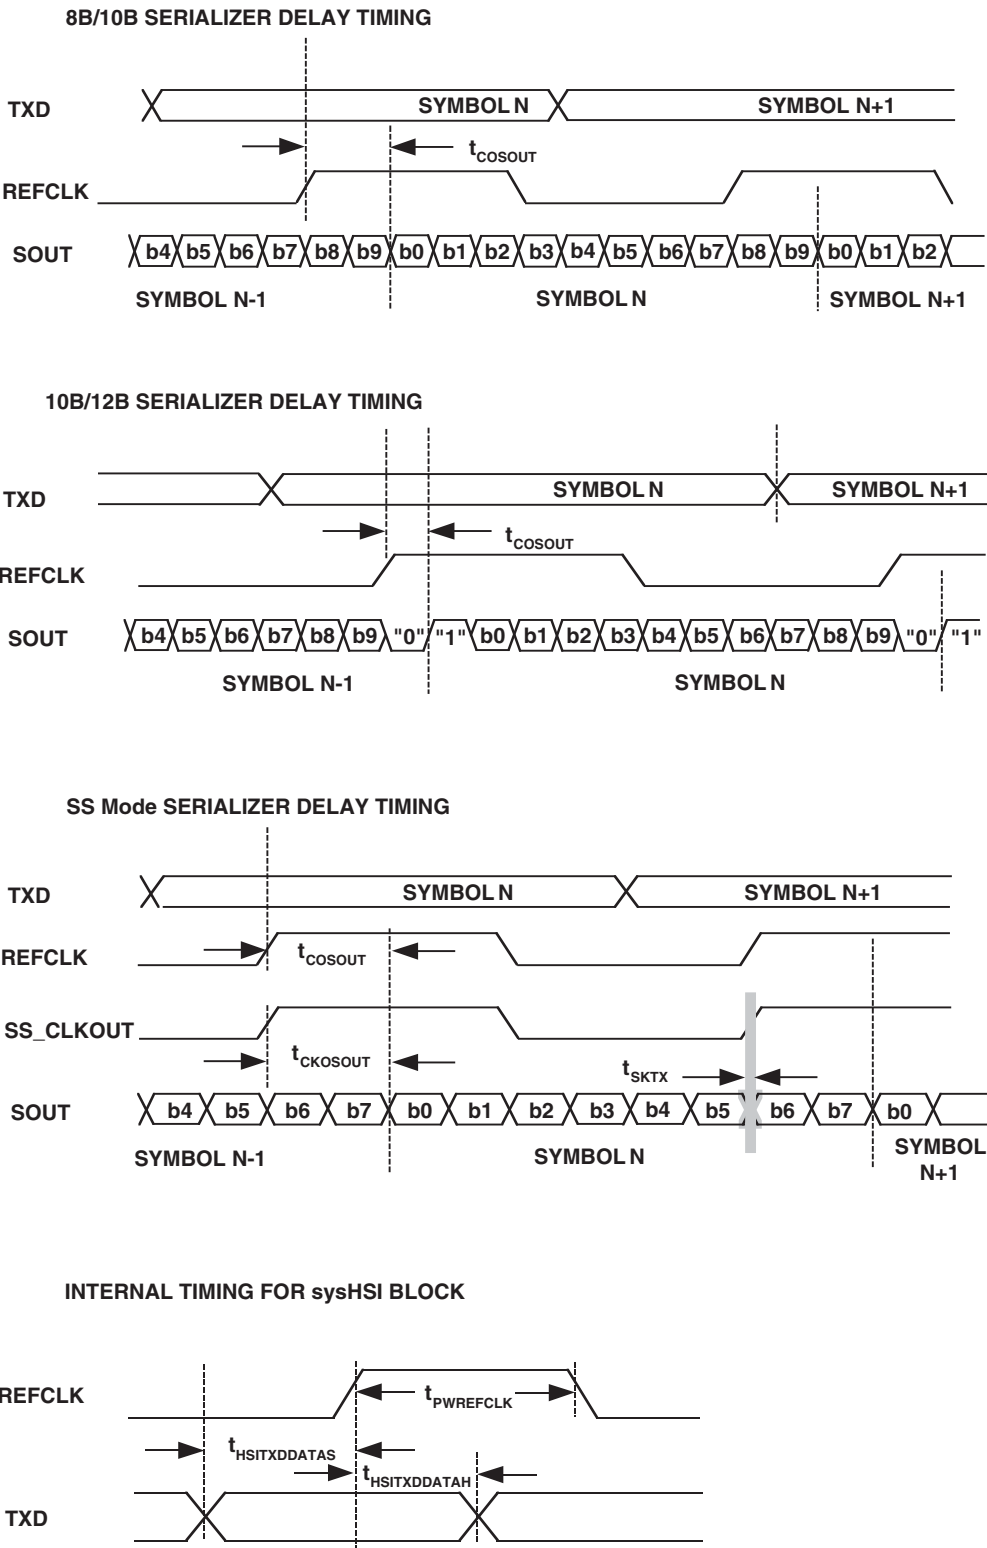 8B/10B SERIALIZER DELAY TIMING
TXD SYMBOL N SYMBOL N+1
tCOSOUT
REFCLK
SOUT b4 b5 b6 b7 b8 b9 b0 b1 b2 b3 b4 b5 b6 b7 b8 b9 b0 b1 b2
SYMBOL N-1 SYMBOL N SYMBOL N+1
10B/12B SERIALIZER DELAY TIMING
TXD SYMBOL N SYMBOL N+1
tCOSOUT
REFCLK
SOUT b4 b5 b6 b7 b8 b9 "0" "1" b0 b1 b2 b3 b4 b5 b6 b7 b8 b9 "0" "1"
SYMBOL N-1 SYMBOL N
SS Mode SERIALIZER DELAY TIMING
TXD SYMBOL N SYMBOL N+1
REFCLK tCOSOUT
SS_CLKOUT
tCKOSOUT tSKTX
SOUT b4 b5 b6 b7 b0 b1 b2 b3 b4 b5 b6 b7 b0
SYMBOL N-1 SYMBOL N SYMBOL
N+1
INTERNAL TIMING FOR sysHSI BLOCK
REFCLK tPWREFCLK
tHSITXDDATAS
tHSITXDDATAH
TXD